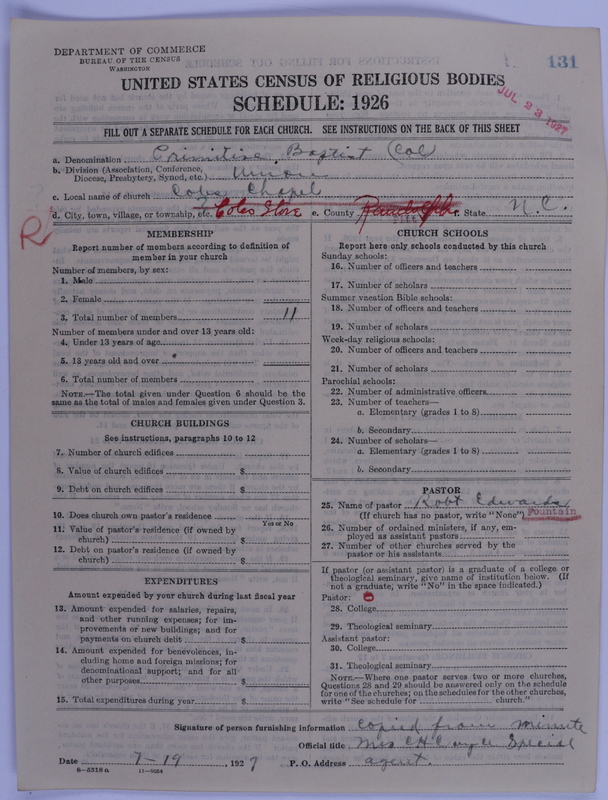 DEPARTMENT OF COMMERCE
BUREAU OF THE CENSUS
WASHINGTON
131
UNITED STATES CENSUS OF RELIGIOUS BODIES
SCHEDULE: 1926
JUL 23 1927
FILL OUT A SEPARATE SCHEDULE FOR EACH CHURCH. SEE INSTRUCTIONS ON THE BACK OF THIS SHEET
a. Denomination Primitive Baptist (Col
b. Division (Association, Conference, Diocese, Presbytery, Synod, etc.) Union
c. Local name of church Coles Chapel
d. City, town, village, or township, etc. Coles Store e. County Randolph f. State N.C.
R
MEMBERSHIP
Report number of members according to definition of member in your church
Number of members, by sex:
1. Male
2. Female
3. Total number of members 11
Number of members under and over 13 years old:
4. Under 13 years of age
5. 13 years old and over
6. Total number of members
NOTE.—The total given under Question 6 should be the same as the total of males and females given under Question 3.
CHURCH BUILDINGS
See instructions, paragraphs 10 to 12
7. Number of church edifices
8. Value of church edifices $
9. Debt on church edifices $
10. Does church own pastor's residence
Yes or No
11. Value of pastor's residence (if owned by church) $
12. Debt on pastor's residence (if owned by church) $
EXPENDITURES
Amount expended by your church during last fiscal year
13. Amount expended for salaries, repairs, and other running expenses; for improvements or new buildings; and for payments on church debt $
14. Amount expended for benevolences, including home and foreign missions; for denominational support; and for all other purposes $
15. Total expenditures during year $
CHURCH SCHOOLS
Report here only schools conducted by this church
Sunday schools:
16. Number of officers and teachers
17. Number of scholars
Summer vacation Bible schools:
18. Number of officers and teachers
19. Number of scholars
Week-day religious schools:
20. Number of officers and teachers
21. Number of scholars
Parochial schools:
22. Number of administrative officers
23. Number of teachers—
a. Elementary (grades 1 to 8)
b. Secondary
24. Number of scholars—
a. Elementary (grades 1 to 8)
b. Secondary
PASTOR
25. Name of pastor Robt Edwards
(If church has no pastor, write "None") Fountain
26. Number of ordained ministers, if any, employed as assistant pastors
27. Number of other churches served by the pastor or his assistants
If pastor (or assistant pastor) is a graduate of a college or theological seminary, give name of institution below. (If not a graduate, write "No" in the space indicated.)
Pastor:
28. College
29. Theological seminary
Assistant pastor:
30. College
31. Theological seminary
NOTE.—Where one pastor serves two or more churches, Questions 28 and 29 should be answered only on the schedule for one of the churches; on the schedules for the other churches, write "See schedule for church."
Signature of person furnishing information Copied from Minute
Official title Mrs C H Special
Date 7-19, 1927 P. O. Address agent
8-5318a 11-9054